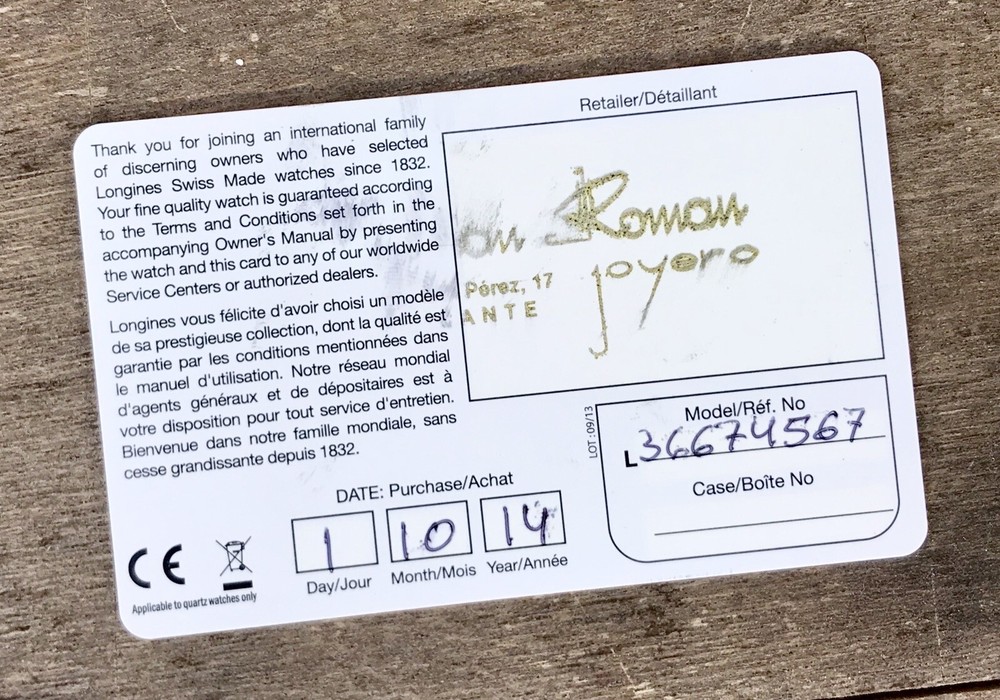 Thank you for joining an international family
of discerning owners who have selected
Longines Swiss Made watches since 1832.
Your fine quality watch is guaranteed according
to the Terms and Conditions set forth in the
accompanying Owner's Manual by presenting
the watch and this card to any of our worldwide
Service Centers or authorized dealers.
Longines vous félicite d'avoir choisi un modèle
de sa prestigieuse collection, dont la qualité est
garantie par les conditions mentionnées dans
le manuel d'utilisation. Notre réseau mondial
d'agents généraux et de dépositaires est à
votre disposition pour tout service d'entretien.
Bienvenue dans notre famille mondiale, sans
cesse grandissante depuis 1832.
Retailer/Détaillant
Roman
joyero
Pérez, 17
ANTE
LOT: 09/13
Model/Réf. No
L36674567
Case/Boîte No
DATE: Purchase/Achat
1 10 14
Day/Jour Month/Mois Year/Année
CE
Applicable to quartz watches only